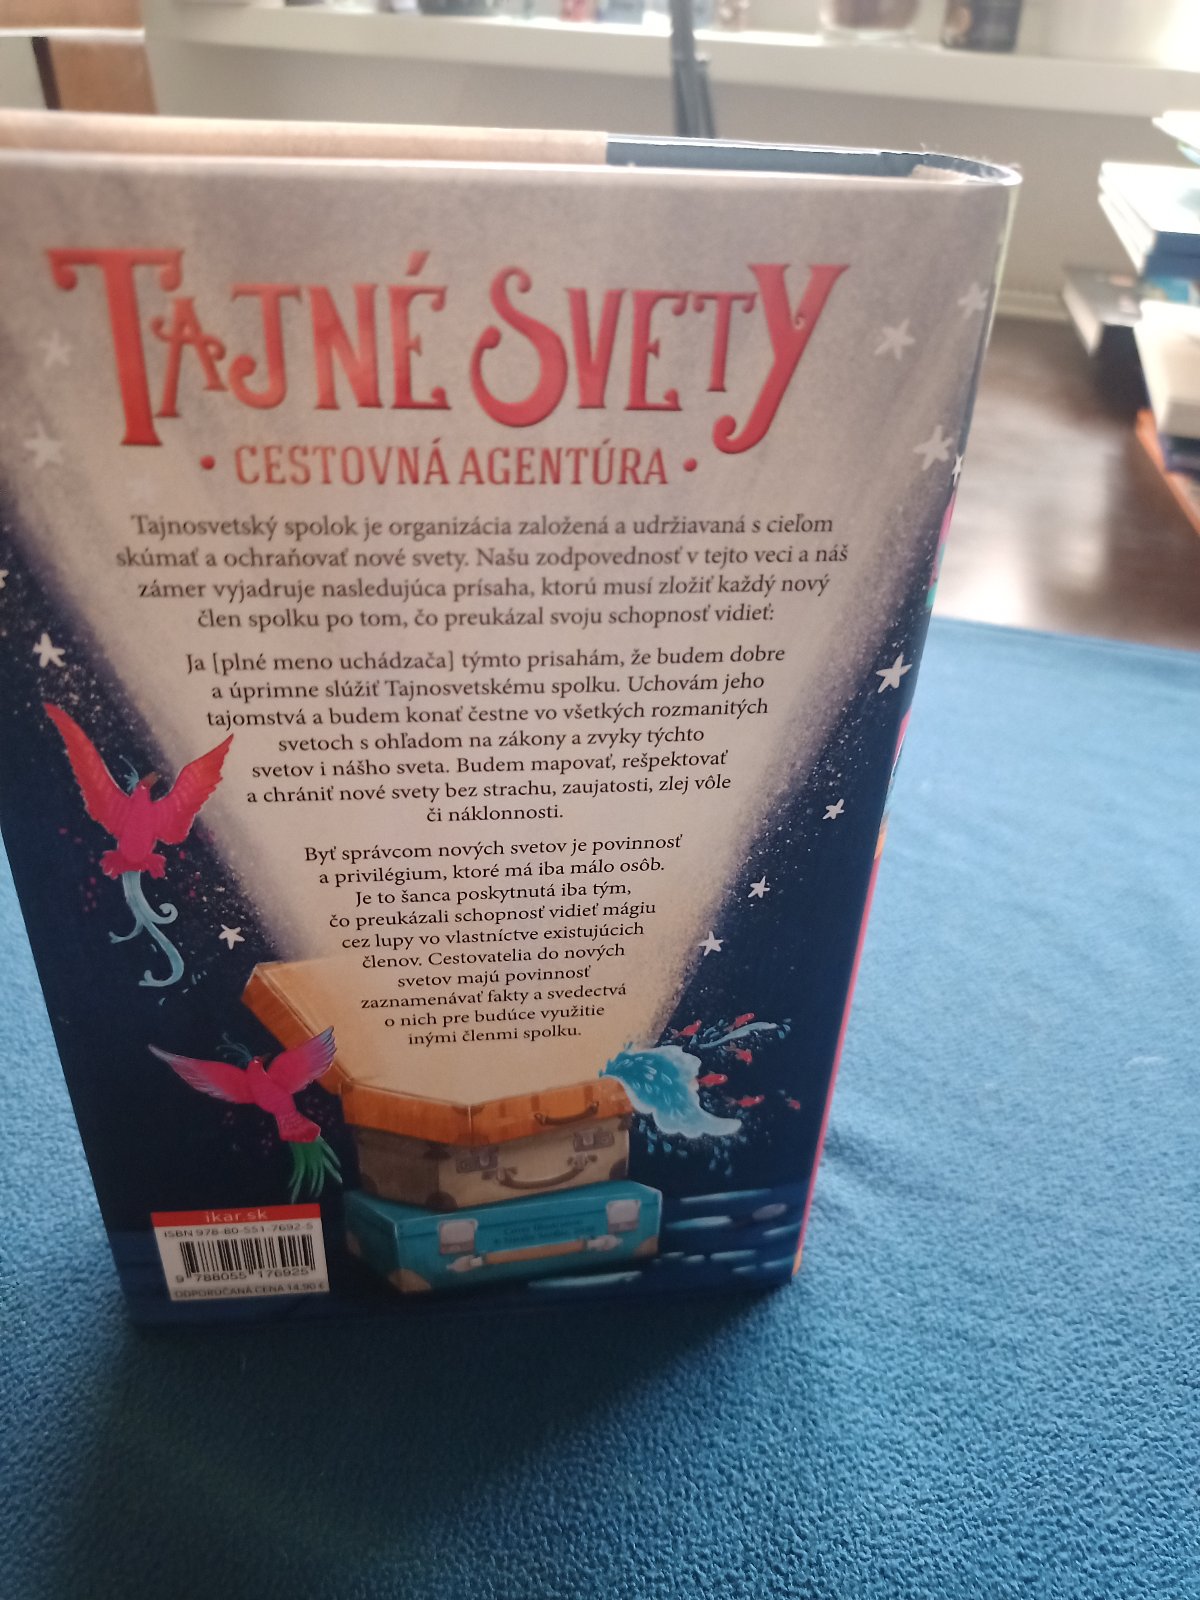 TAJNÉ SVETY
• CESTOVNÁ AGENTÚRA •
Tajnosvetský spolok je organizácia založená a udržiavaná s cieľom
skúmať a ochraňovať nové svety. Našu zodpovednosť v tejto veci a náš
zámer vyjadruje nasledujúca prísaha, ktorú musí zložiť každý nový
člen spolku po tom, čo preukázal svoju schopnosť vidieť:
Ja [plné meno uchádzača] týmto prisahám, že budem dobre
a úprimne slúžiť Tajnosvetskému spolku. Uchovám jeho
tajomstvá a budem konať čestne vo všetkých rozmanitých
svetoch s ohľadom na zákony a zvyky týchto
svetov i nášho sveta. Budem mapovať, rešpektovať
a chrániť nové svety bez strachu, zaujatosti, zlej vôle
či náklonnosti.
Byť správcom nových svetov je povinnosť
a privilégium, ktoré má iba málo osôb.
Je to šanca poskytnutá iba tým,
čo preukázali schopnosť vidieť mágiu
cez lupy vo vlastníctve existujúcich
členov. Cestovatelia do nových
svetov majú povinnosť
zaznamenávať fakty a svedectvá
o nich pre budúce využitie
inými členmi spolku.
ikar.sk
ISBN 978-80-551-7692-5
9 788055 176925
ODPORÚČANÁ CENA 14,90 €